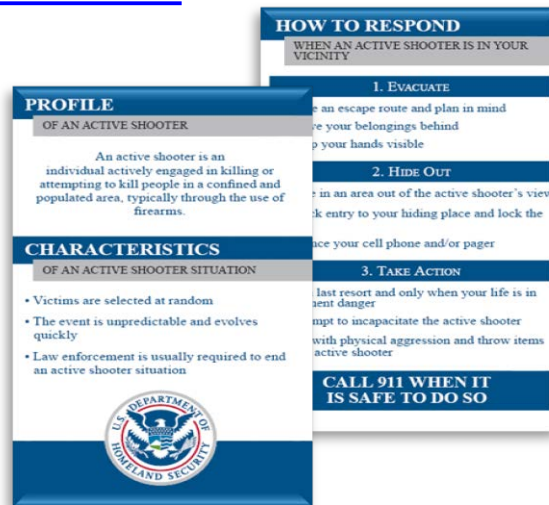 PROFILE
OF AN ACTIVE SHOOTER
An active shooter is an
individual actively engaged in killing or
attempting to kill people in a confined and
populated area, typically through the use of
firearms.
CHARACTERISTICS
OF AN ACTIVE SHOOTER SITUATION
• Victims are selected at random
• The event is unpredictable and evolves
quickly
• Law enforcement is usually required to end
an active shooter situation
U.S. DEPARTMENT OF
HOMELAND SECURITY
HOW TO RESPOND
WHEN AN ACTIVE SHOOTER IS IN YOUR
VICINITY
1. EVACUATE
an escape route and plan in mind
your belongings behind
your hands visible
2. HIDE OUT
in an area out of the active shooter's view
entry to your hiding place and lock the
your cell phone and/or pager
3. TAKE ACTION
last resort and only when your life is in
danger
to incapacitate the active shooter
with physical aggression and throw items
active shooter
CALL 911 WHEN IT
IS SAFE TO DO SO